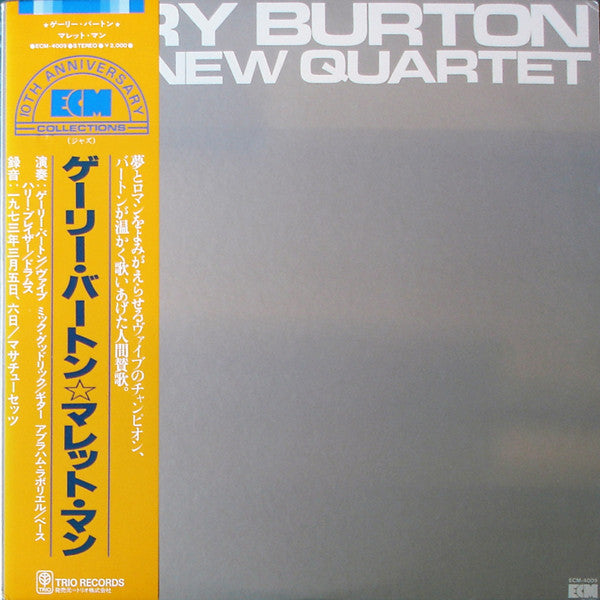 ★ゲーリー・バートン★
マレット・マン
●ECM-4009●STEREO●¥2,000●
10TH ANNIVERSARY
ECM
COLLECTIONS
(ジャズ)
夢とロマンをよみがえらせるヴァイブのチャンピオン、
バートンが温かく歌いあげた人間賛歌。
ゲーリー・バートン☆マレット・マン
演奏:ゲーリー・バートン/ヴァイブ ミック・グッドリック/ギター アブラハム・ラボリエル/ベース
ハリー・ブレイザー/ドラムス
録音:一九七三年三月五日、六日/マサチューセッツ
TRIO
TRIO RECORDS
発売元—トリオ株式会社
RY BURTON
NEW QUARTET
ECM-4009
ECM